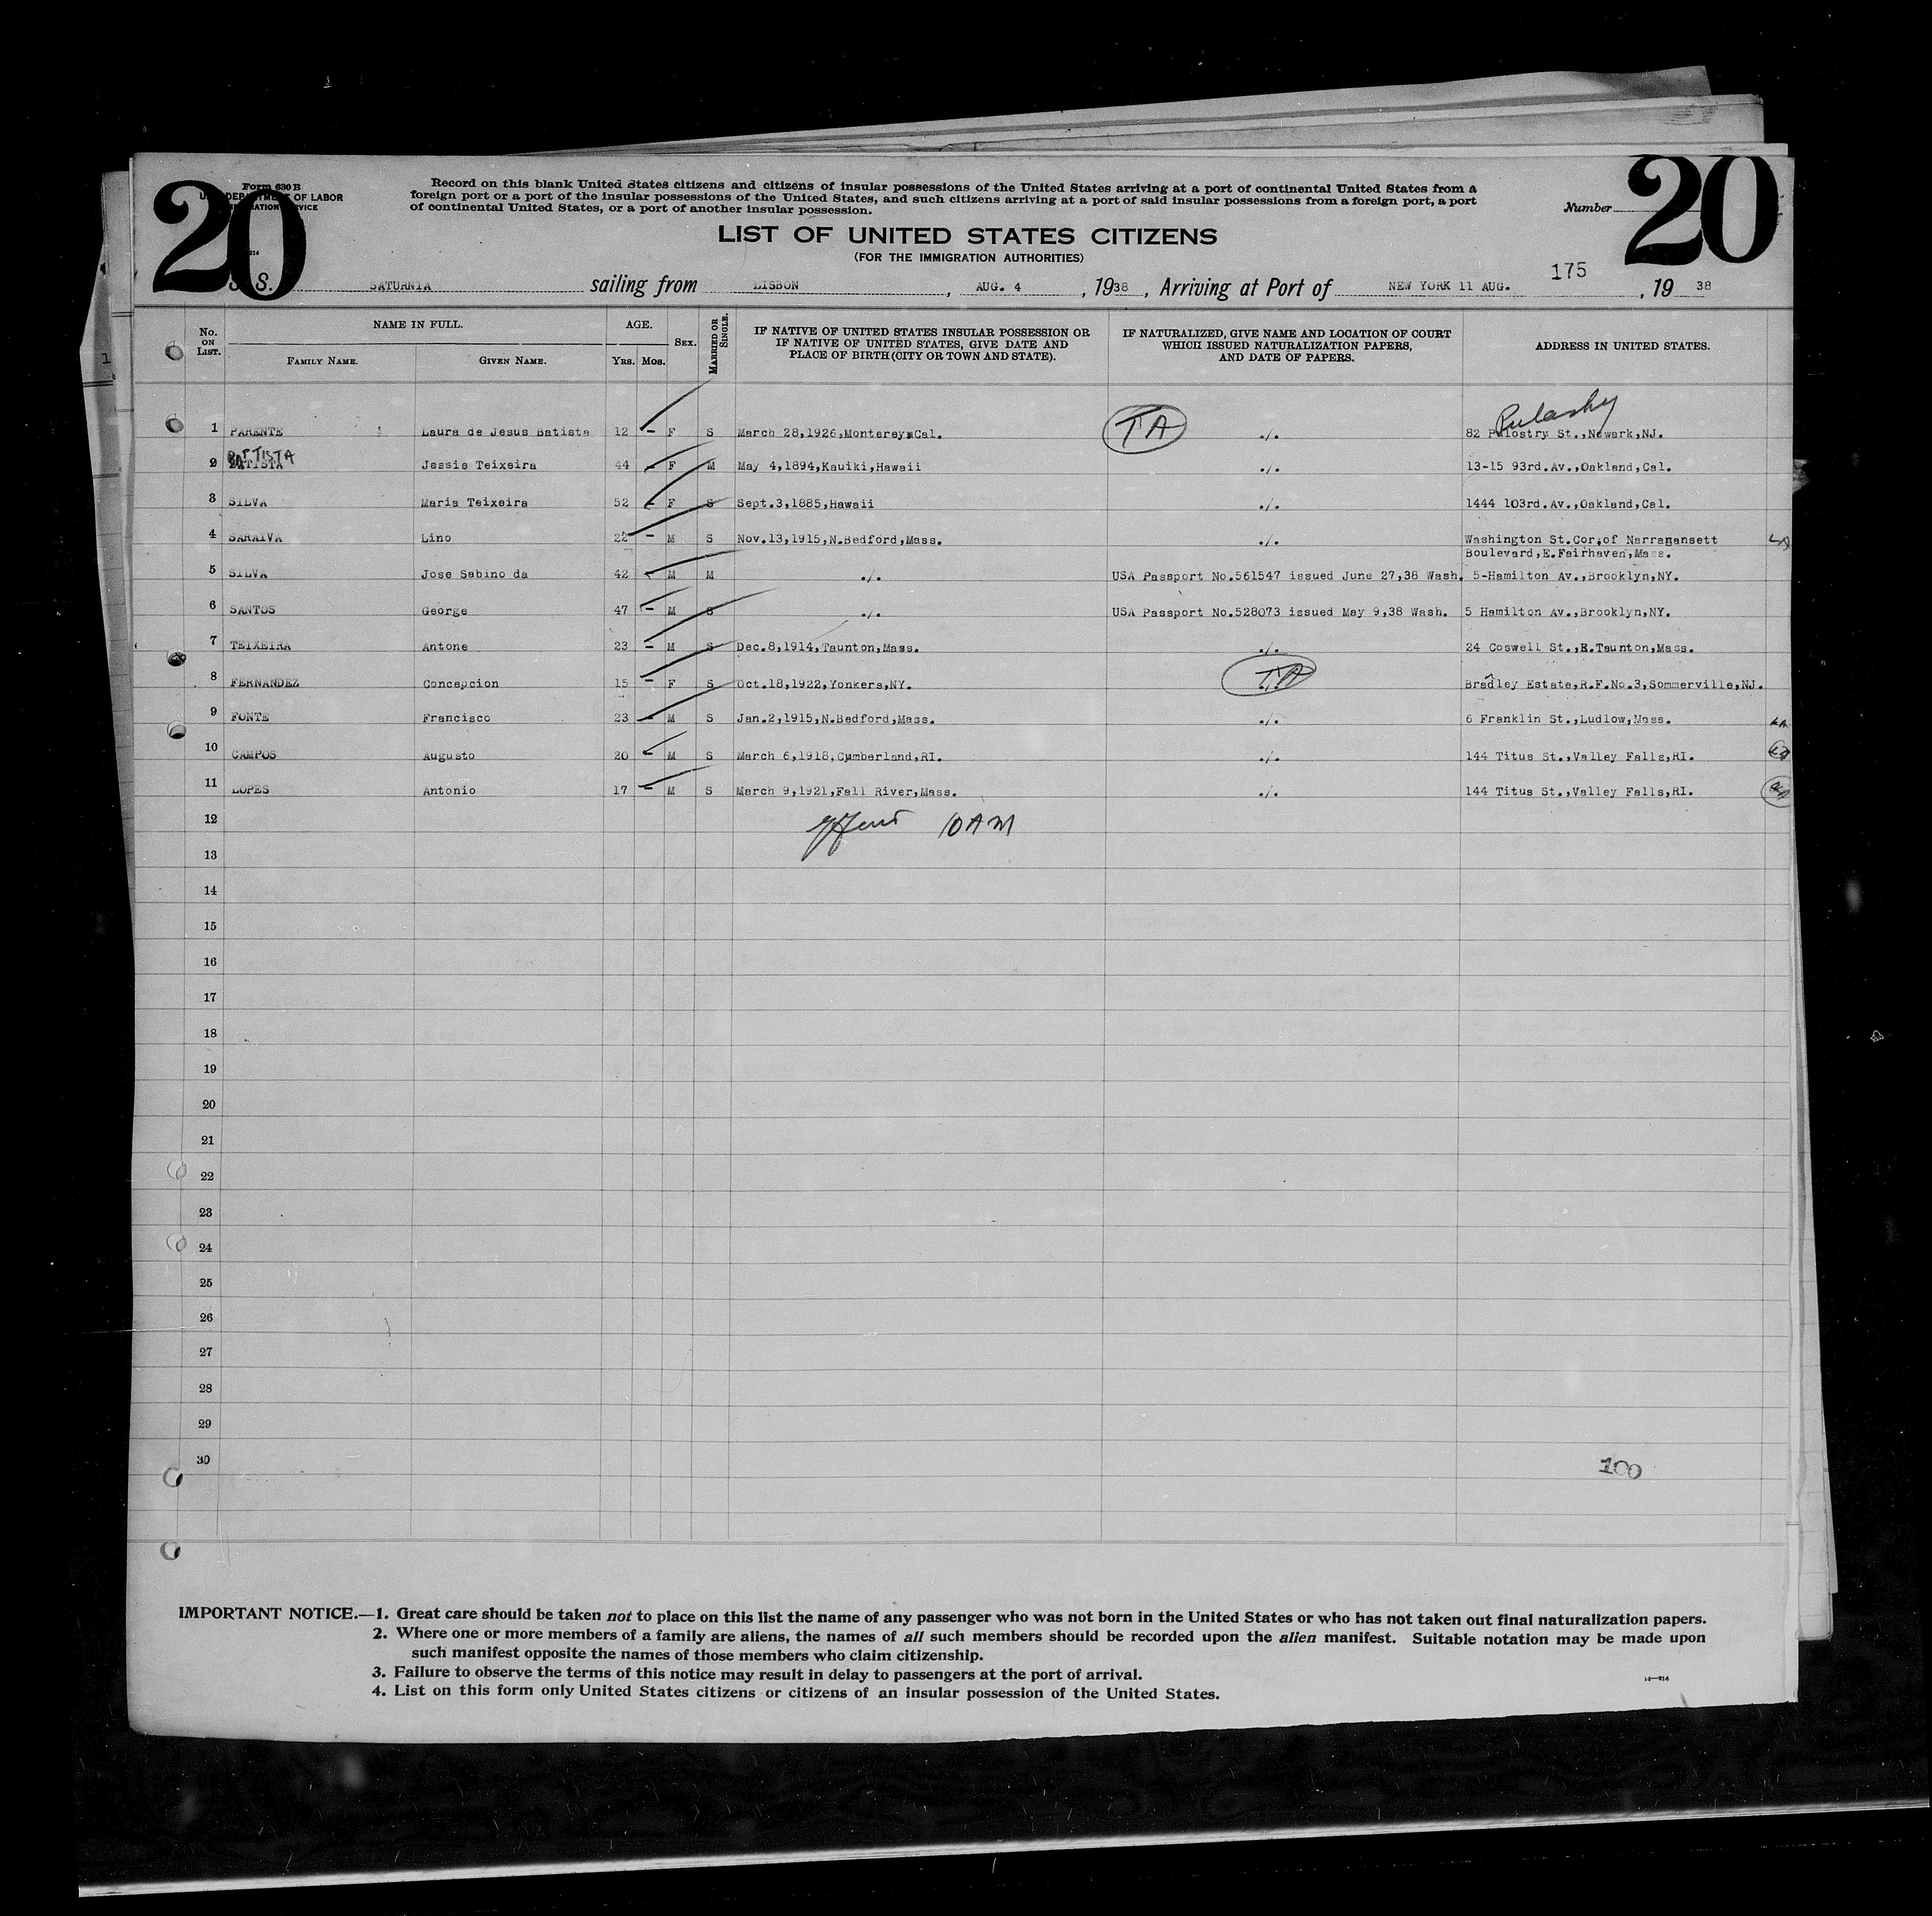 20
Form 630 B
DEPARTMENT OF LABOR
Record on this blank United States citizens and citizens of insular possessions of the United States arriving at a port of continental United States from a
foreign port or a port of the insular possessions of the United States, and such citizens arriving at a port of said insular possessions from a foreign port, a port
of continental United States, or a port of another insular possession.
Number
20
LIST OF UNITED STATES CITIZENS
(FOR THE IMMIGRATION AUTHORITIES)
175
S. SATURNIA sailing from LISBON, AUG. 4, 1938, Arriving at Port of NEW YORK 11 AUG., 19 38
No. ON LIST. NAME IN FULL. FAMILY NAME. GIVEN NAME. AGE. YRS. MOS. SEX. MARRIED OR SINGLE. IF NATIVE OF UNITED STATES INSULAR POSSESSION OR IF NATIVE OF UNITED STATES, GIVE DATE AND PLACE OF BIRTH (CITY OR TOWN AND STATE). IF NATURALIZED, GIVE NAME AND LOCATION OF COURT WHICH ISSUED NATURALIZATION PAPERS, AND DATE OF PAPERS. ADDRESS IN UNITED STATES.
Pulasky
1 PARENTE Laura de Jesus Batista 12 - F S March 28,1926,Monterey,Cal. TA ./. 82 Pulostry St.,Newark,NJ.
BAPTISTA
2 BATISTA Jessie Teixeira 44 - F M May 4,1894,Kauiki,Hawaii ./. 13-15 93rd.Av.,Oakland,Cal.
3 SILVA Maria Teixeira 52 - F S Sept.3,1885,Hawaii ./. 1444 103rd.Av.,Oakland,Cal.
4 SARAIVA Lino 22 - M S Nov.13,1915,N.Bedford,Mass. ./. Washington St.Cor.of Narragansett
Boulevard,E.Fairhaven,Mass.
5 SILVA Jose Sabino da 42 - M M ./. USA Passport No.561547 issued June 27,38 Wash. 5-Hamilton Av.,Brooklyn,NY.
6 SANTOS George 47 - M S ./. USA Passport No.528073 issued May 9,38 Wash. 5 Hamilton Av.,Brooklyn,NY.
7 TEIXEIRA Antone 23 - M S Dec.8,1914,Taunton,Mass. ./. 24 Coswell St.,R.Taunton,Mass.
8 FERNANDEZ Concepcion 15 - F S Oct.18,1922,Yonkers,NY. TA Bradley Estate,R.F.No.3,Sommerville,NJ.
9 FONTE Francisco 23 - M S Jan.2,1915,N.Bedford,Mass. ./. 6 Franklin St.,Ludlow,Mass.
10 CAMPOS Augusto 20 - M S March 6,1918,Cumberland,RI. ./. 144 Titus St.,Valley Falls,RI.
11 LOPES Antonio 17 - M S March 9,1921,Fall River,Mass. ./. 144 Titus St.,Valley Falls,RI.
12 10 AM
13
14
15
16
17
18
19
20
21
22
23
24
25
26
27
28
29
30 100
IMPORTANT NOTICE.—1. Great care should be taken not to place on this list the name of any passenger who was not born in the United States or who has not taken out final naturalization papers.
2. Where one or more members of a family are aliens, the names of all such members should be recorded upon the alien manifest. Suitable notation may be made upon
such manifest opposite the names of those members who claim citizenship.
3. Failure to observe the terms of this notice may result in delay to passengers at the port of arrival.
4. List on this form only United States citizens or citizens of an insular possession of the United States.